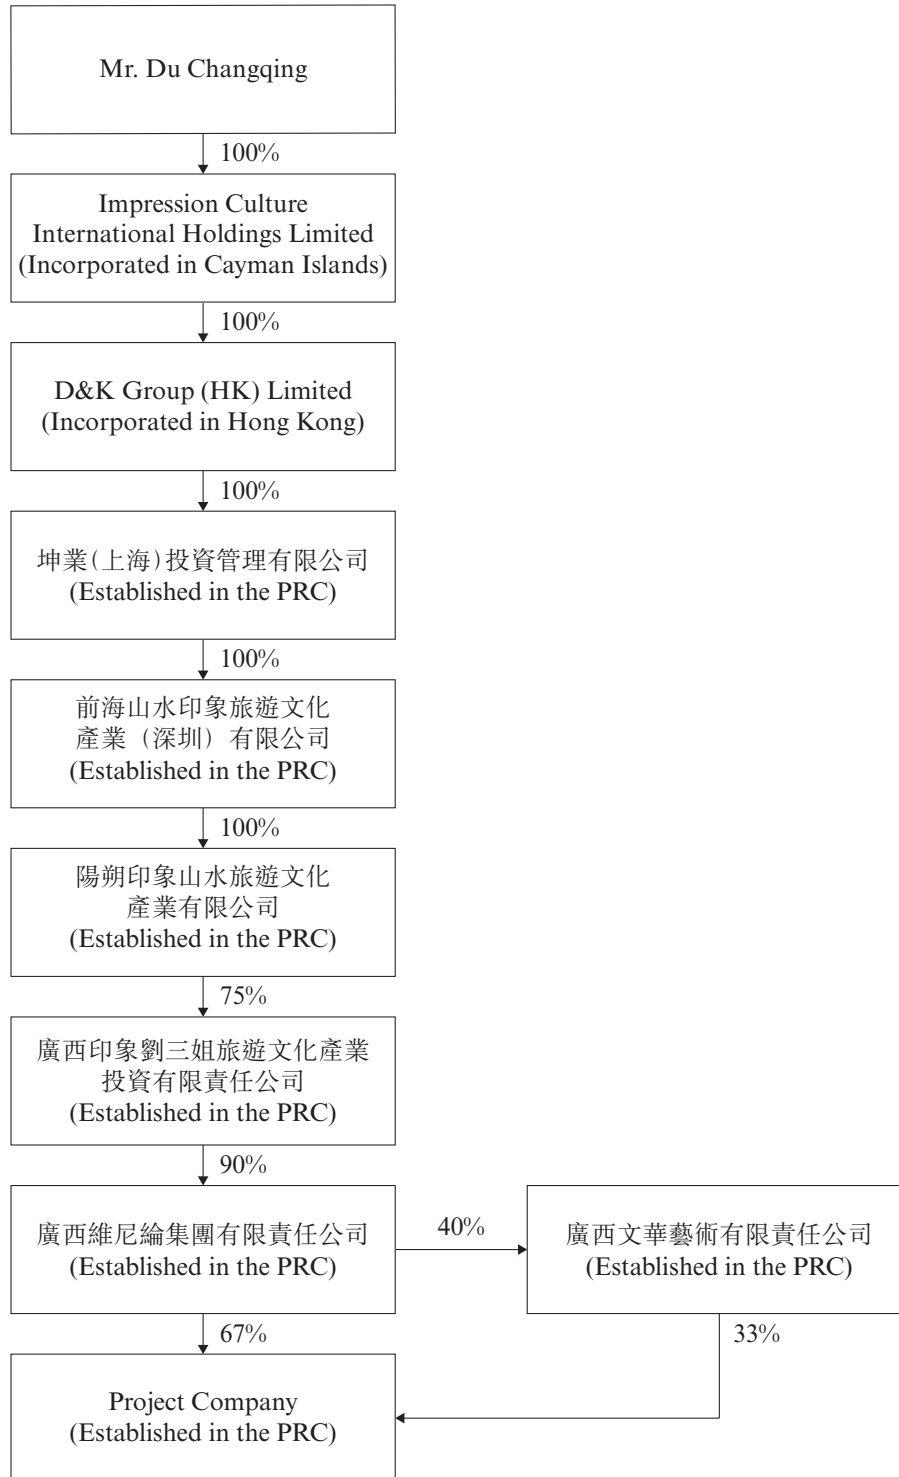 Mr. Du Changqing
100%
Impression Culture
International Holdings Limited
(Incorporated in Cayman Islands)
100%
D&K Group (HK) Limited
(Incorporated in Hong Kong)
100%
坤業(上海)投資管理有限公司
(Established in the PRC)
100%
前海山水印象旅遊文化
產業（深圳）有限公司
(Established in the PRC)
100%
陽朔印象山水旅遊文化
產業有限公司
(Established in the PRC)
75%
廣西印象劉三姐旅遊文化產業
投資有限責任公司
(Established in the PRC)
90%
廣西維尼綸集團有限責任公司
(Established in the PRC)
40%
廣西文華藝術有限責任公司
(Established in the PRC)
67%
33%
Project Company
(Established in the PRC)